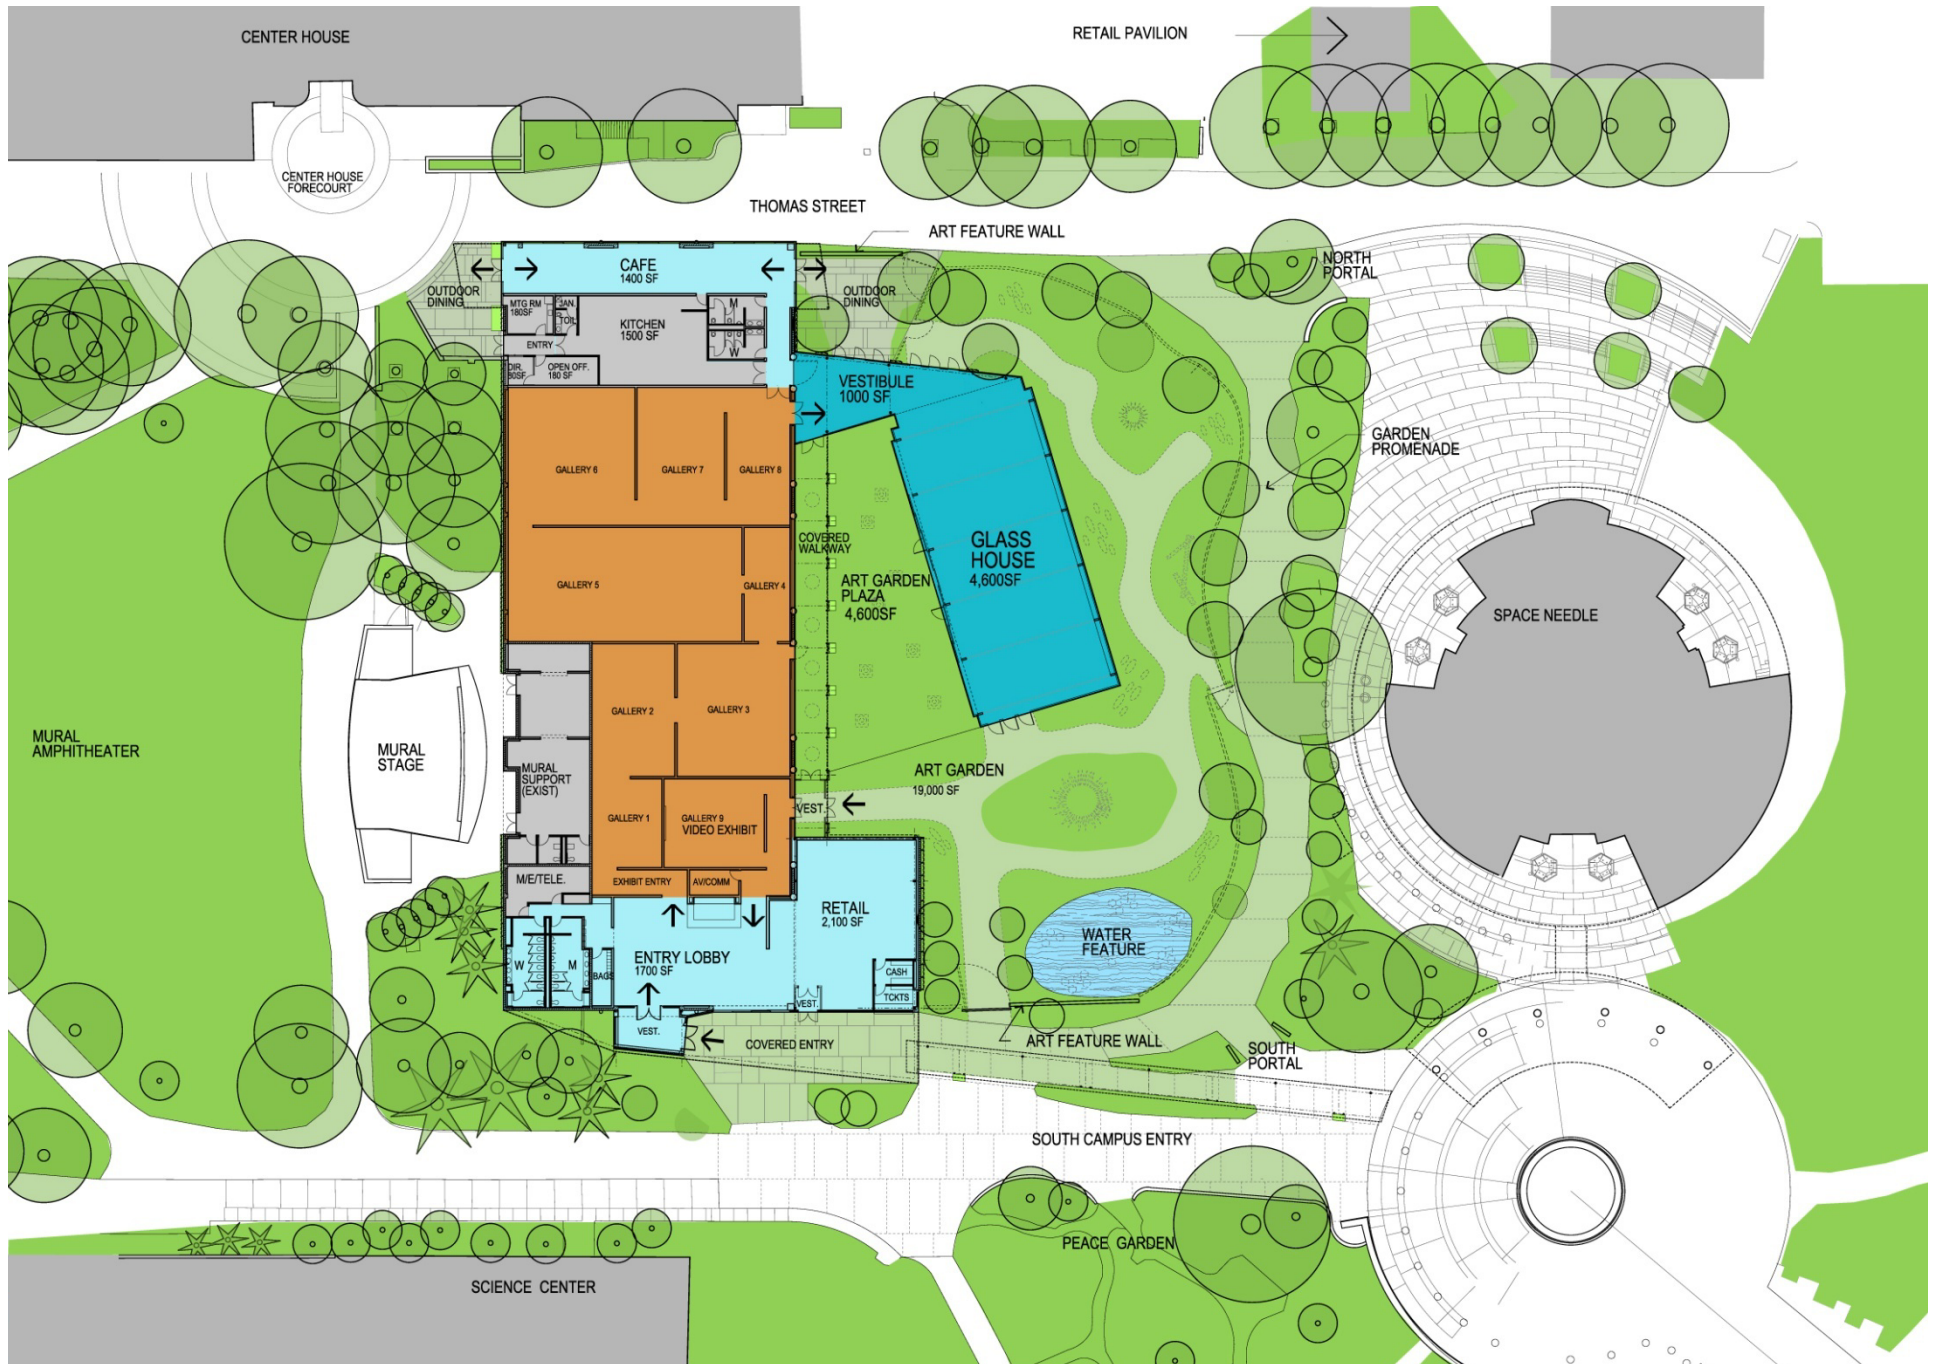 CENTER HOUSE
RETAIL PAVILION
CENTER HOUSE
FORECOURT
THOMAS STREET
ART FEATURE WALL
NORTH
PORTAL
CAFE
1400 SF
OUTDOOR
DINING
OUTDOOR
DINING
MTG RM
180SF
JAN.
TOIL
KITCHEN
1500 SF
M
W
ENTRY
DIR.
80SF
OPEN OFF.
180 SF
VESTIBULE
1000 SF
GARDEN
PROMENADE
GALLERY 6
GALLERY 7
GALLERY 8
COVERED
WALKWAY
GLASS
HOUSE
4,600SF
GALLERY 5
GALLERY 4
ART GARDEN
PLAZA
4,600SF
SPACE NEEDLE
GALLERY 2
GALLERY 3
MURAL
AMPHITHEATER
MURAL
STAGE
MURAL
SUPPORT
(EXIST)
ART GARDEN
19,000 SF
VEST.
GALLERY 1
GALLERY 9
VIDEO EXHIBIT
M/E/TELE.
EXHIBIT ENTRY
AV/COMM
RETAIL
2,100 SF
WATER
FEATURE
ENTRY LOBBY
1700 SF
W
M
BAGS
CASH
TCKTS
VEST.
VEST.
COVERED ENTRY
ART FEATURE WALL
SOUTH
PORTAL
SOUTH CAMPUS ENTRY
PEACE GARDEN
SCIENCE CENTER